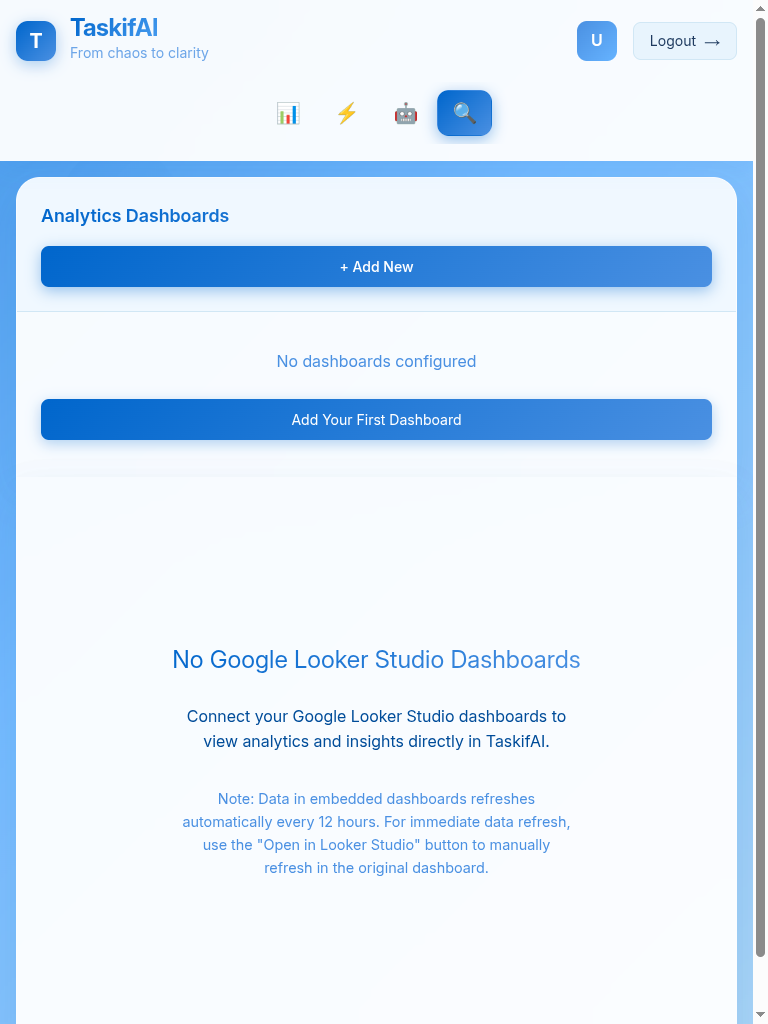 T
TaskifAI
From chaos to clarity
U
Logout →
Analytics Dashboards
+ Add New
No dashboards configured
Add Your First Dashboard
No Google Looker Studio Dashboards
Connect your Google Looker Studio dashboards to
view analytics and insights directly in TaskifAI.
Note: Data in embedded dashboards refreshes
automatically every 12 hours. For immediate data refresh,
use the "Open in Looker Studio" button to manually
refresh in the original dashboard.